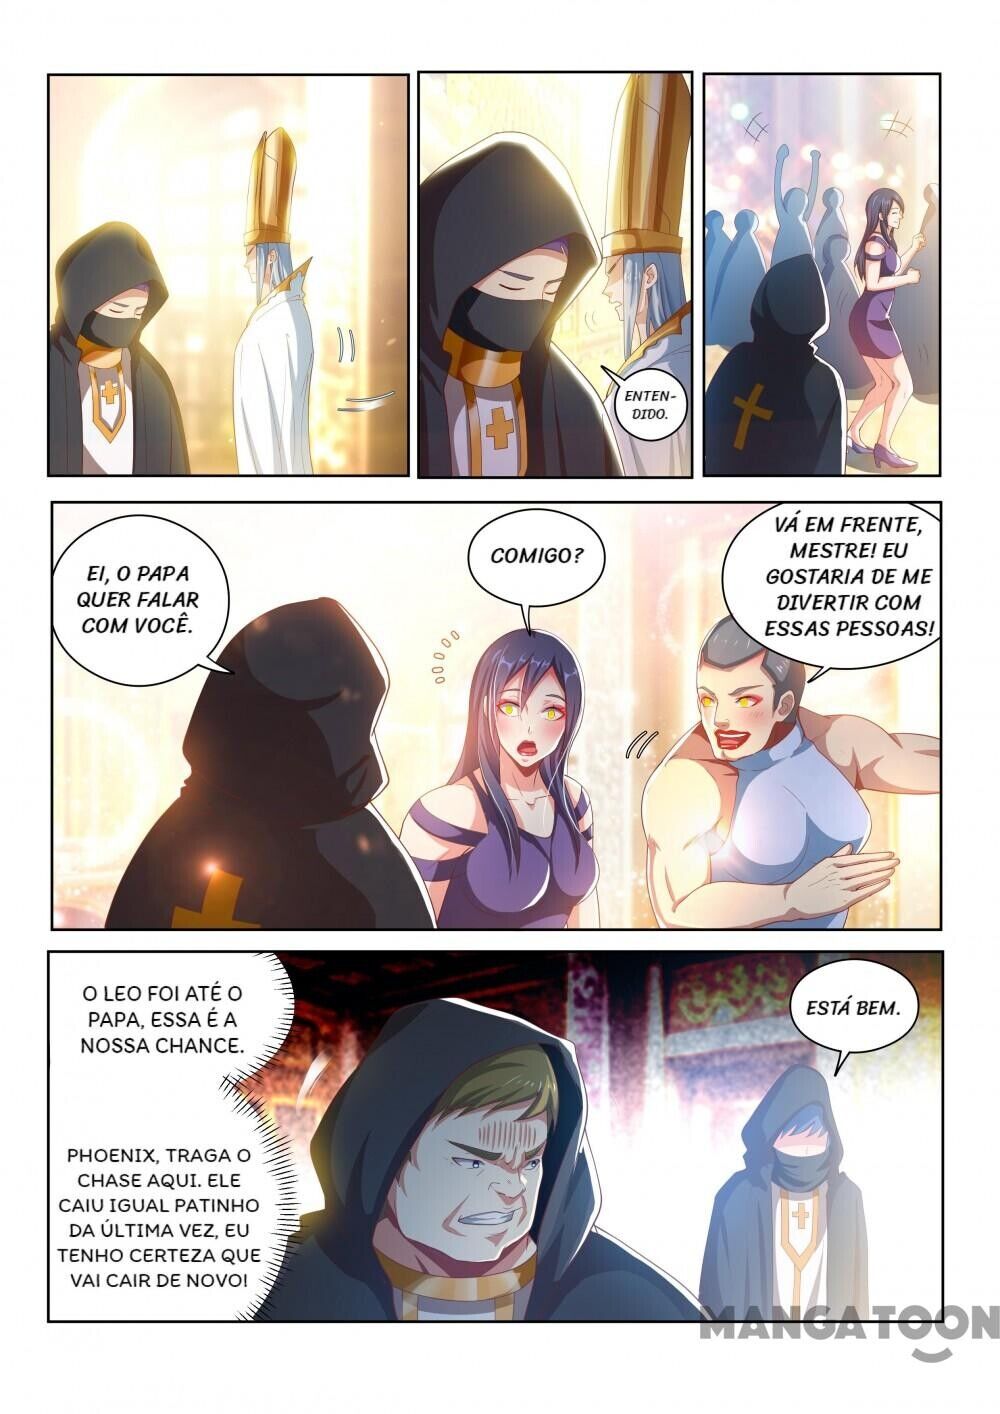 ENTEN-
DIDO.
EI, O PAPA
QUER FALAR
COM VOCÊ.
COMIGO?
VÁ EM FRENTE,
MESTRE! EU
GOSTARIA DE ME
DIVERTIR COM
ESSAS PESSOAS!
O LEO FOI ATÉ O
PAPA, ESSA É A
NOSSA CHANCE.
ESTÁ BEM.
PHOENIX, TRAGA O
CHASE AQUI. ELE
CAIU IGUAL PATINHO
DA ÚLTIMA VEZ, EU
TENHO CERTEZA QUE
VAI CAIR DE NOVO!
MANGATOON